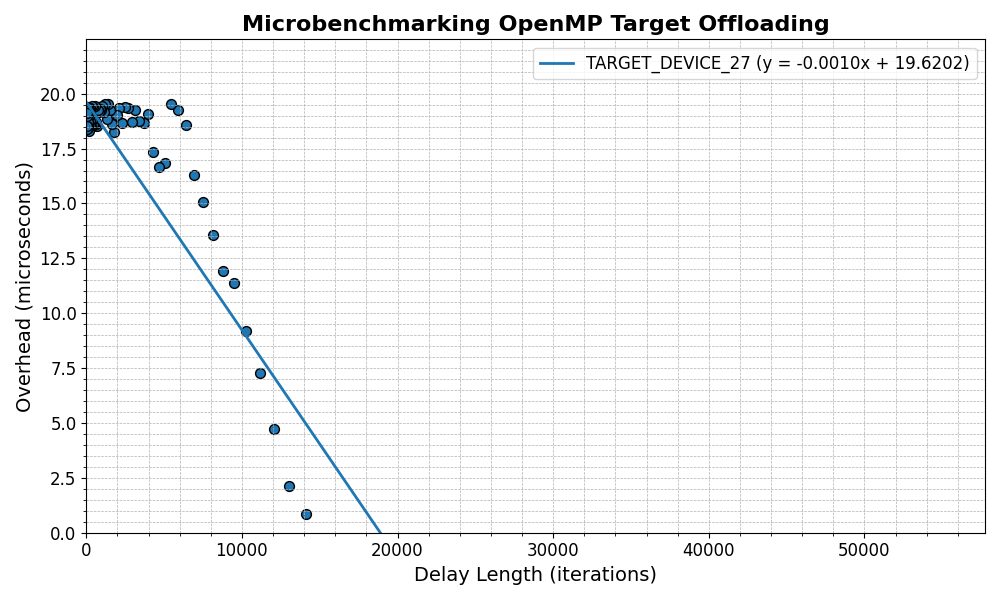 Microbenchmarking OpenMP Target Offloading
TARGET_DEVICE_27 (y = -0.0010x + 19.6202)
Overhead (microseconds)
20.0
17.5
15.0
12.5
10.0
7.5
5.0
2.5
0.0
0 10000 20000 30000 40000 50000
Delay Length (iterations)